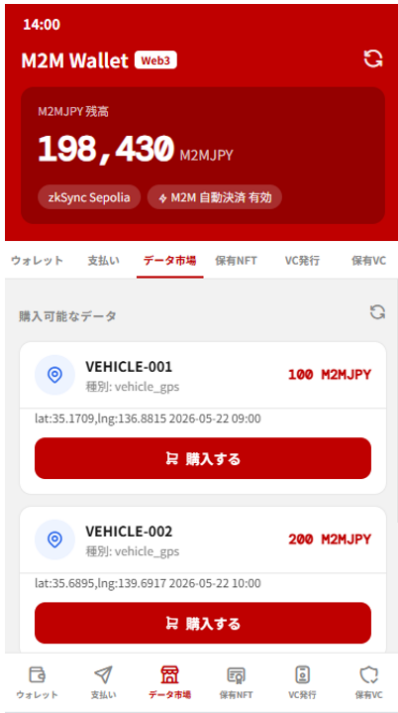 14:00
M2M Wallet Web3
M2MJPY 残高
198,430 M2MJPY
zkSync Sepolia M2M 自動決済 有効
ウォレット 支払い データ市場 保有NFT VC発行 保有VC
購入可能なデータ
VEHICLE-001
種別: vehicle_gps
100 M2MJPY
lat:35.1709,lng:136.8815 2026-05-22 09:00
購入する
VEHICLE-002
種別: vehicle_gps
200 M2MJPY
lat:35.6895,lng:139.6917 2026-05-22 10:00
購入する
ウォレット 支払い データ市場 保有NFT VC発行 保有VC